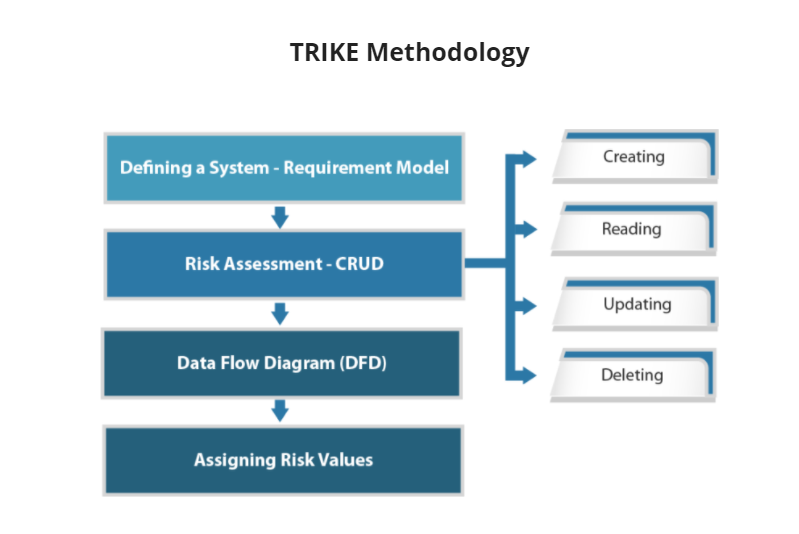 TRIKE Methodology
Defining a System - Requirement Model
Risk Assessment - CRUD
Data Flow Diagram (DFD)
Assigning Risk Values
Creating
Reading
Updating
Deleting